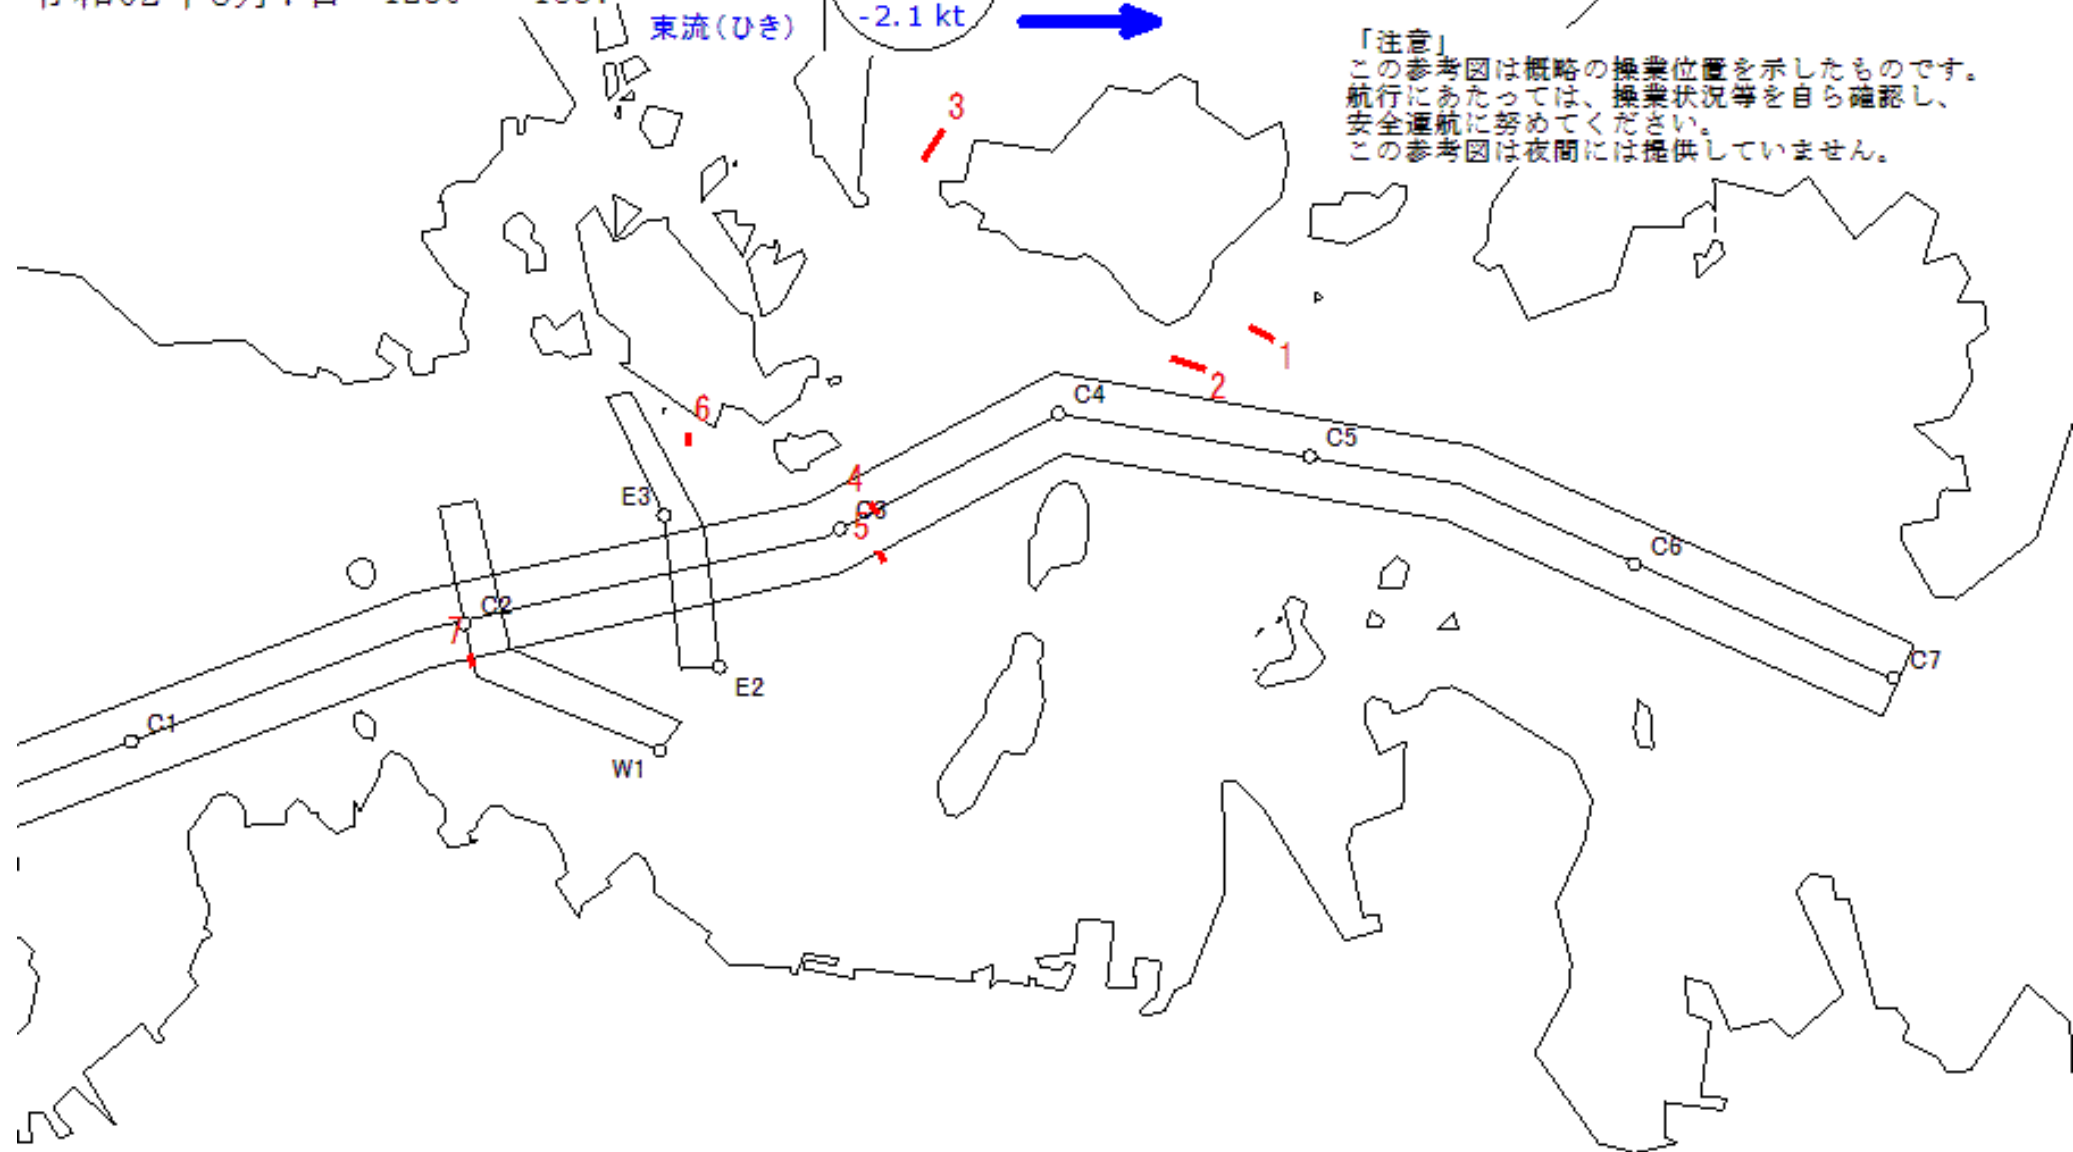 東流(ひき)
-2.1 kt
「注意」
この参考図は概略の操業位置を示したものです。
航行にあたっては、操業状況等を自ら確認し、
安全運航に努めてください。
この参考図は夜間には提供していません。
3
1
2
C4
6
C5
4
E3
C3
5
C6
C2
7
C7
E2
C1
W1